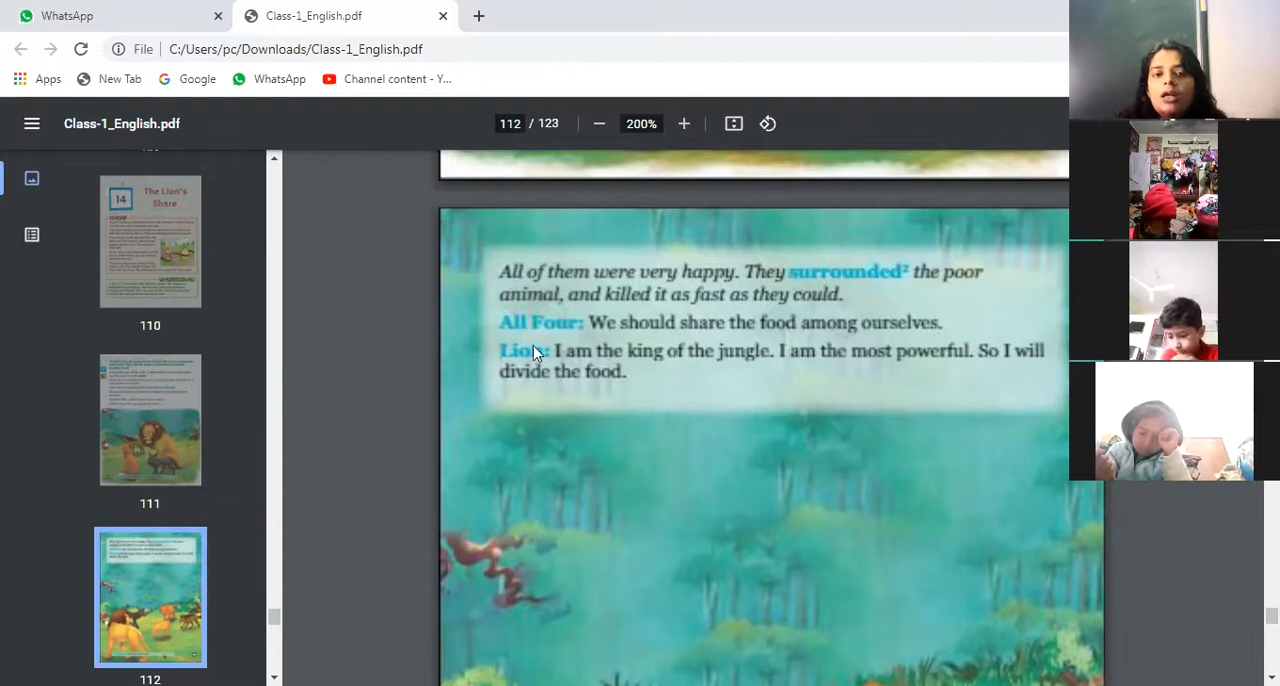 WhatsApp
Class-1_English.pdf
File
C:/Users/pc/Downloads/Class-1_English.pdf
Apps
New Tab
Google
WhatsApp
Channel content - Y...
Class-1_English.pdf
112 / 123
200%
14
The Lion's
Share
110
111
112
All of them were very happy. They surrounded² the poor
animal, and killed it as fast as they could.
All Four: We should share the food among ourselves.
Lion: I am the king of the jungle. I am the most powerful. So I will
divide the food.